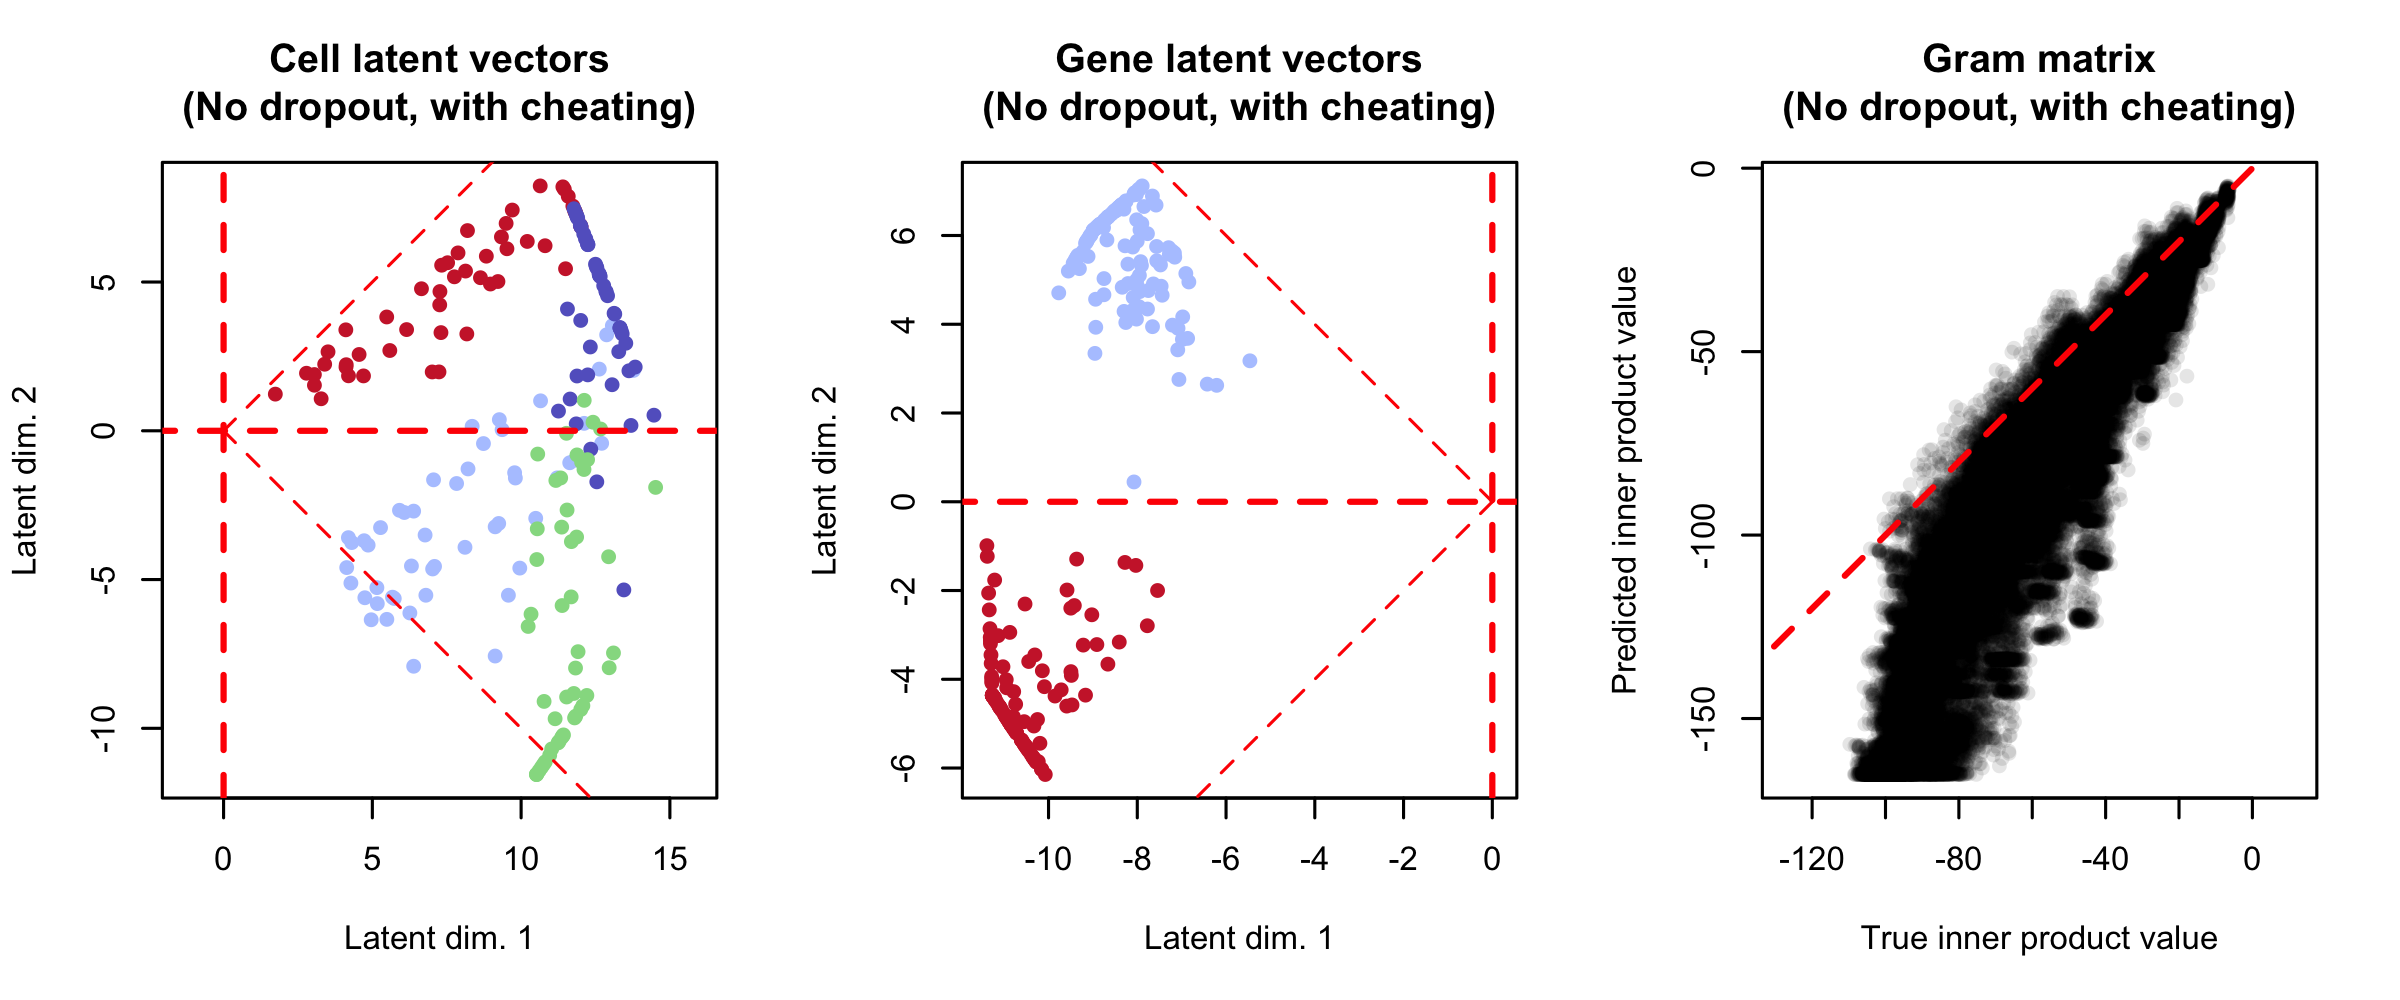 Cell latent vectors
(No dropout, with cheating)
Latent dim. 2
5
0
-5
-10
0 5 10 15
Latent dim. 1
Gene latent vectors
(No dropout, with cheating)
Latent dim. 2
6
4
2
0
-2
-4
-6
-10 -8 -6 -4 -2 0
Latent dim. 1
Gram matrix
(No dropout, with cheating)
Predicted inner product value
0
-50
-100
-150
-120 -80 -40 0
True inner product value